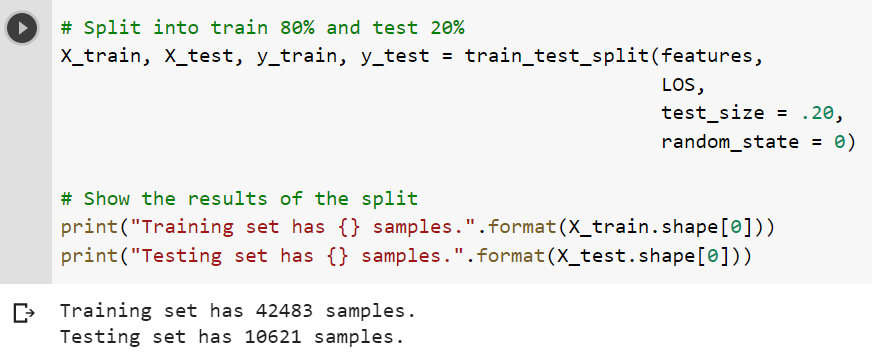 # Split into train 80% and test 20%
X_train, X_test, y_train, y_test = train_test_split(features,
LOS,
test_size = .20,
random_state = 0)
# Show the results of the split
print("Training set has {} samples.".format(X_train.shape[0]))
print("Testing set has {} samples.".format(X_test.shape[0]))
Training set has 42483 samples.
Testing set has 10621 samples.